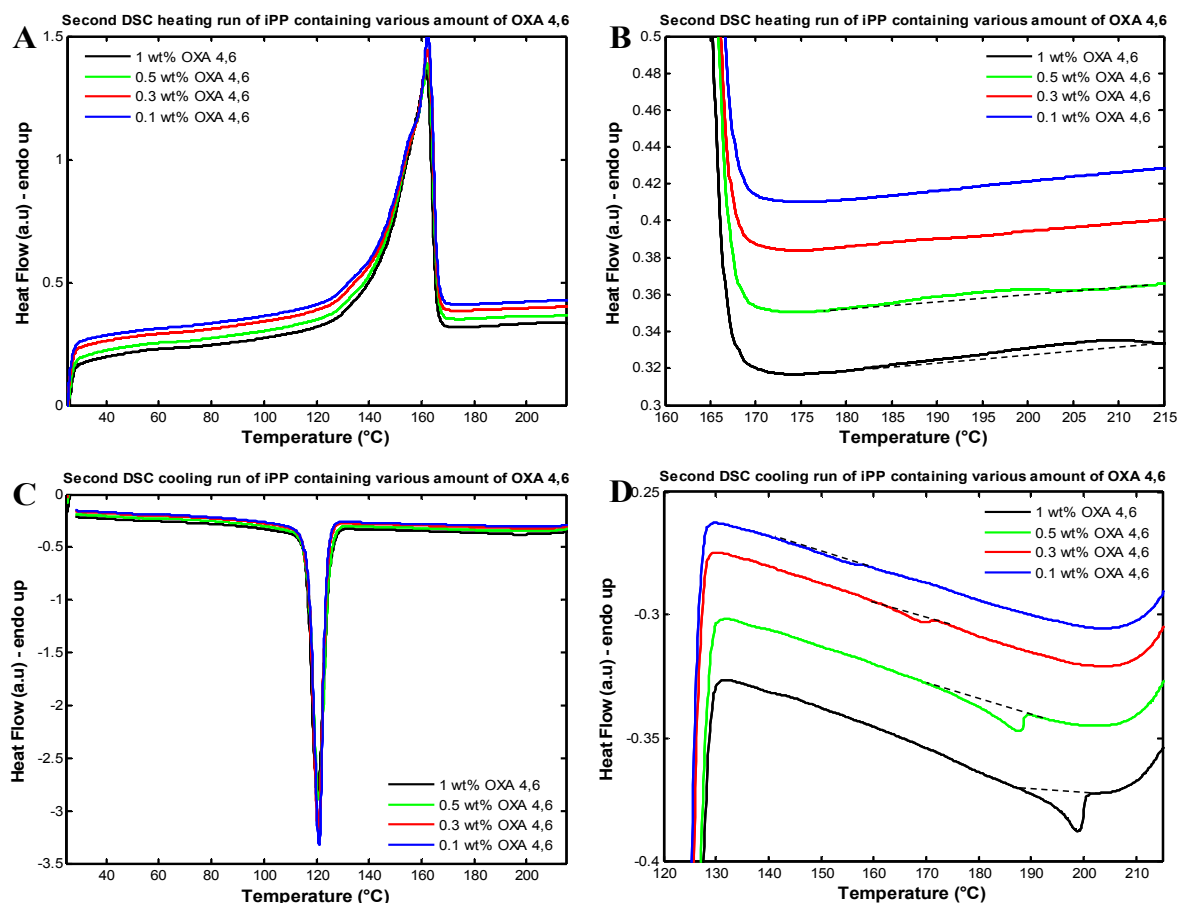 A
Second DSC heating run of iPP containing various amount of OXA 4,6
1.5
1
0.5
0
1 wt% OXA 4,6
0.5 wt% OXA 4,6
0.3 wt% OXA 4,6
0.1 wt% OXA 4,6
Heat Flow (a.u) - endo up
40 60 80 100 120 140 160 180 200
Temperature (°C)
B
Second DSC heating run of iPP containing various amount of OXA 4,6
0.5
0.48
0.46
0.44
0.42
0.4
0.38
0.36
0.34
0.32
0.3
1 wt% OXA 4,6
0.5 wt% OXA 4,6
0.3 wt% OXA 4,6
0.1 wt% OXA 4,6
Heat Flow (a.u) - endo up
160 165 170 175 180 185 190 195 200 205 210 215
Temperature (°C)
C
Second DSC cooling run of iPP containing various amount of OXA 4,6
0
-0.5
-1
-1.5
-2
-2.5
-3
-3.5
1 wt% OXA 4,6
0.5 wt% OXA 4,6
0.3 wt% OXA 4,6
0.1 wt% OXA 4,6
Heat Flow (a.u) - endo up
40 60 80 100 120 140 160 180 200
Temperature (°C)
D
Second DSC cooling run of iPP containing various amount of OXA 4,6
-0.25
-0.3
-0.35
-0.4
1 wt% OXA 4,6
0.5 wt% OXA 4,6
0.3 wt% OXA 4,6
0.1 wt% OXA 4,6
Heat Flow (a.u) - endo up
120 130 140 150 160 170 180 190 200 210
Temperature (°C)